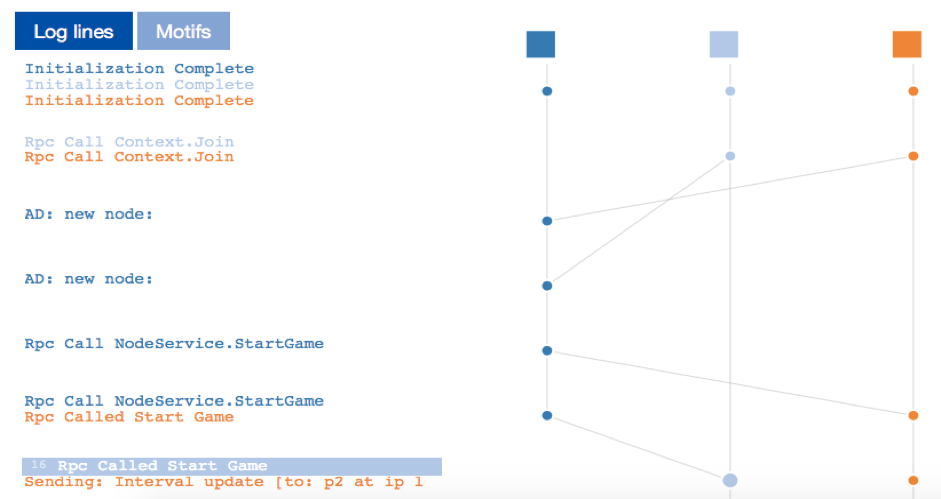 Log lines Motifs
Initialization Complete
Initialization Complete
Initialization Complete
Rpc Call Context.Join
Rpc Call Context.Join
AD: new node:
AD: new node:
Rpc Call NodeService.StartGame
Rpc Call NodeService.StartGame
Rpc Called Start Game
16 Rpc Called Start Game
Sending: Interval update [to: p2 at ip l